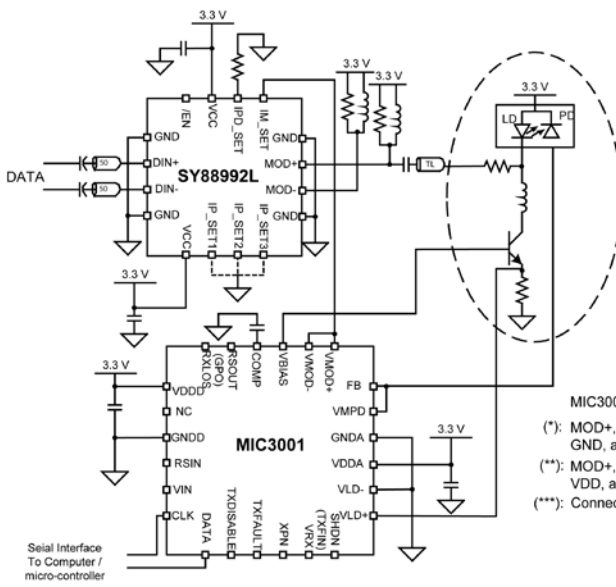 3.3 V
3.3 V
3.3 V
3.3 V
/EN
VCC
IPD_SET
IM_SET
LD
PD
GND
GND
50
DIN+
MOD+
TL
DATA
SY88992L
50
DIN-
MOD-
GND
GND
VCC
IP_SET1
IP_SET2
IP_SET3
3.3 V
3.3 V
RXLOS
RSOUT
(GPO)
COMP
VBIAS
VMOD-
VMOD+
VDDD
FB
MIC300
NC
VMPD
(*): MOD+,
GND, a
GNDD
MIC3001
GNDA
3.3 V
RSIN
VDDA
(**): MOD+,
VDD, a
VIN
VLD-
(***): Connec
CLK
VLD+
DATA
TXDISABLE
TXFAULT
XPN
VRX
SHDN
(TXFIN)
Seial Interface
To Computer /
micro-controller